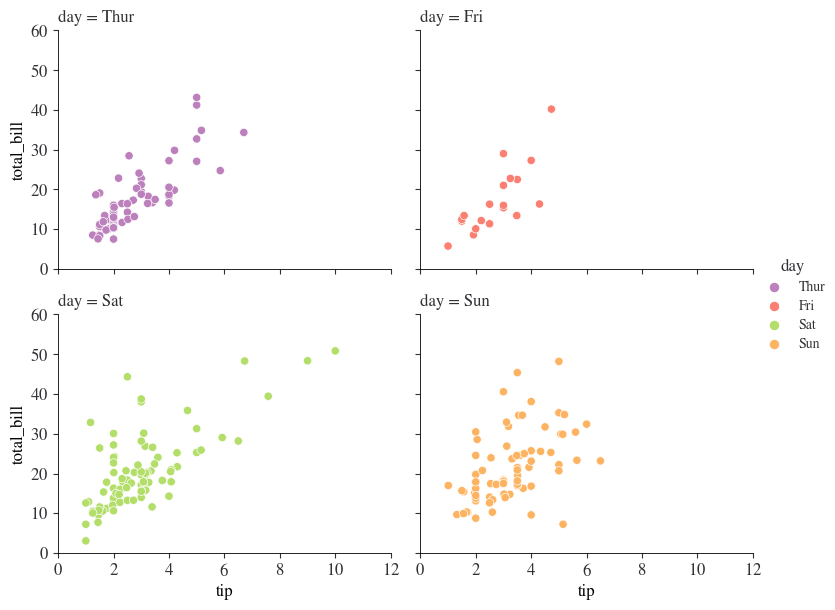 day = Thur
day = Fri
60
50
40
30
20
10
0
total_bill
day = Sat
day = Sun
60
50
40
30
20
10
0
total_bill
0 2 4 6 8 10 12
0 2 4 6 8 10 12
tip
tip
day
Thur
Fri
Sat
Sun